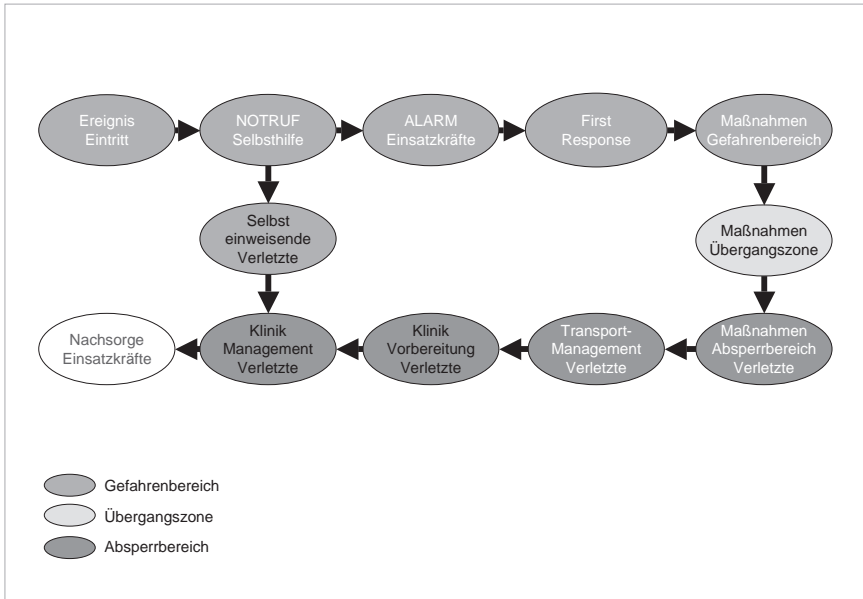 Ereignis
Eintritt
NOTRUF
Selbsthilfe
ALARM
Einsatzkräfte
First
Response
Maßnahmen
Gefahrenbereich
Selbst
einweisende
Verletzte
Maßnahmen
Übergangszone
Nachsorge
Einsatzkräfte
Klinik
Management
Verletzte
Klinik
Vorbereitung
Verletzte
Transport-
Management
Verletzte
Maßnahmen
Absperrbereich
Verletzte
Gefahrenbereich
Übergangszone
Absperrbereich